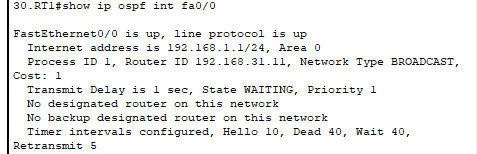 30.RT1#show ip ospf int fa0/0
FastEthernet0/0 is up, line protocol is up
Internet address is 192.168.1.1/24, Area 0
Process ID 1, Router ID 192.168.31.11, Network Type BROADCAST,
Cost: 1
Transmit Delay is 1 sec, State WAITING, Priority 1
No designated router on this network
No backup designated router on this network
Timer intervals configured, Hello 10, Dead 40, Wait 40,
Retransmit 5